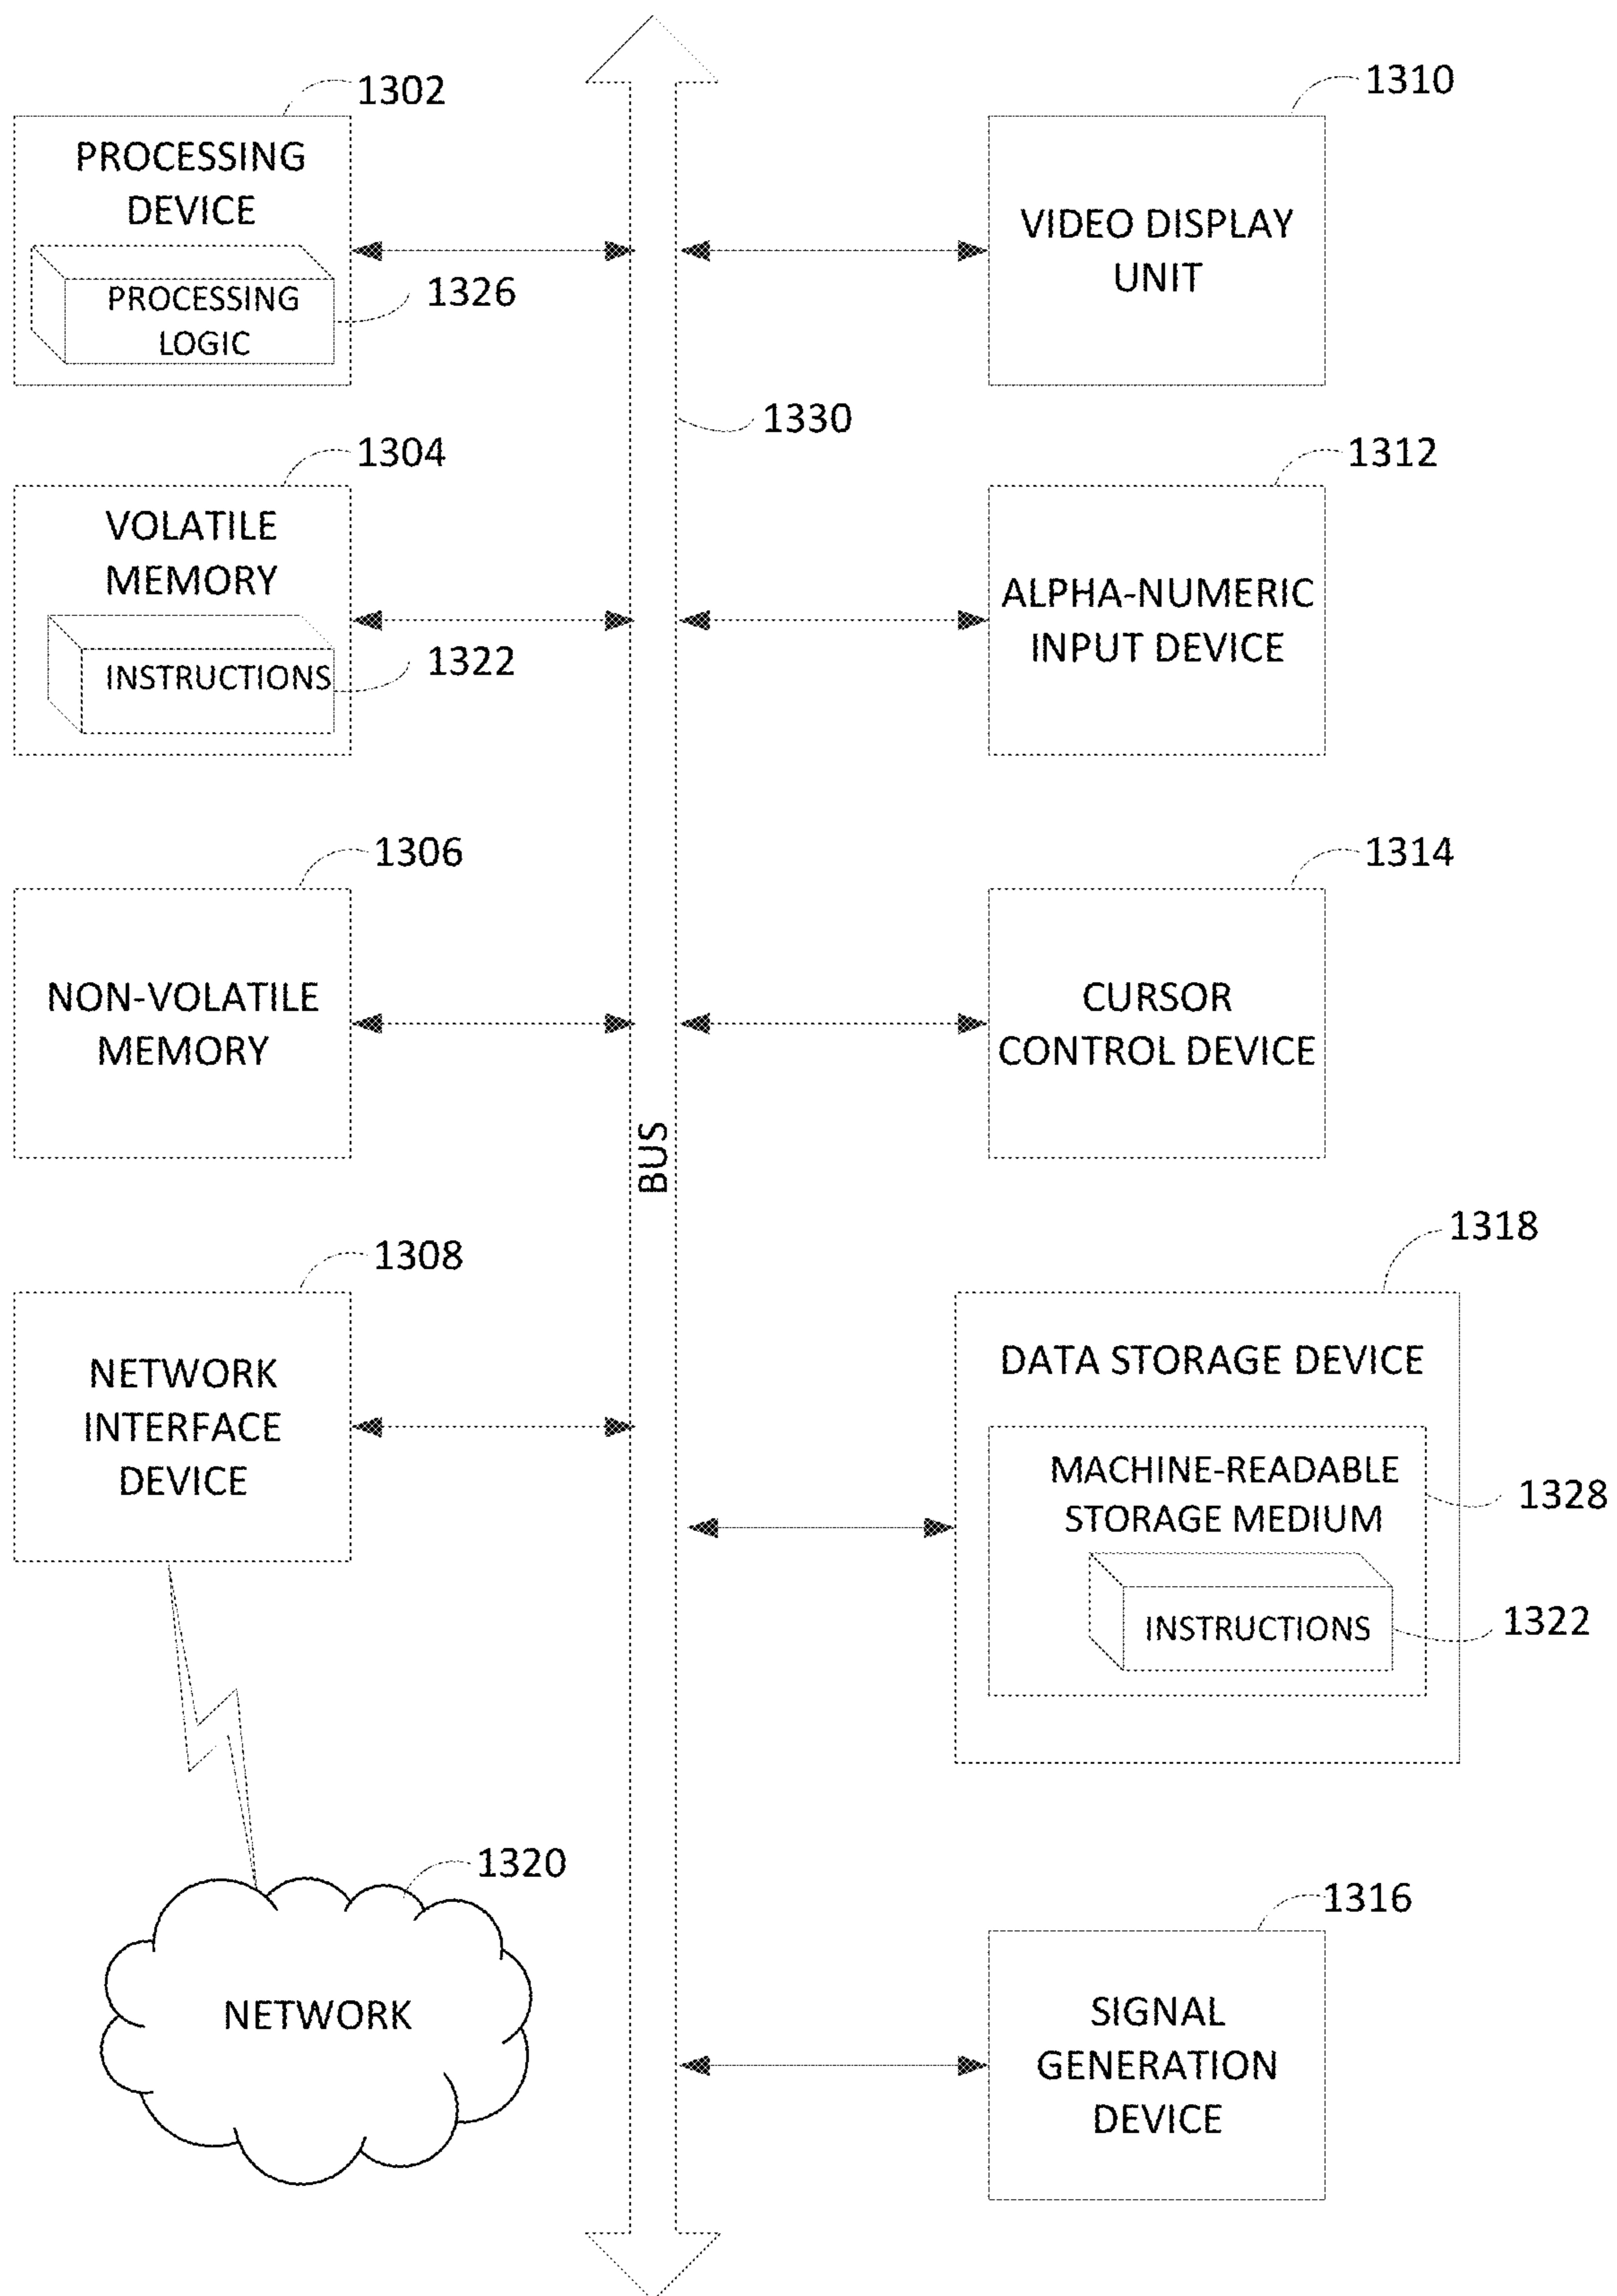 1302
PROCESSING
DEVICE
PROCESSING
LOGIC
1326
1304
VOLATILE
MEMORY
INSTRUCTIONS
1322
1306
NON-VOLATILE
MEMORY
1308
NETWORK
INTERFACE
DEVICE
1320
NETWORK
BUS
1330
1310
VIDEO DISPLAY
UNIT
1312
ALPHA-NUMERIC
INPUT DEVICE
1314
CURSOR
CONTROL DEVICE
1318
DATA STORAGE DEVICE
MACHINE-READABLE
STORAGE MEDIUM
1328
INSTRUCTIONS
1322
1316
SIGNAL
GENERATION
DEVICE